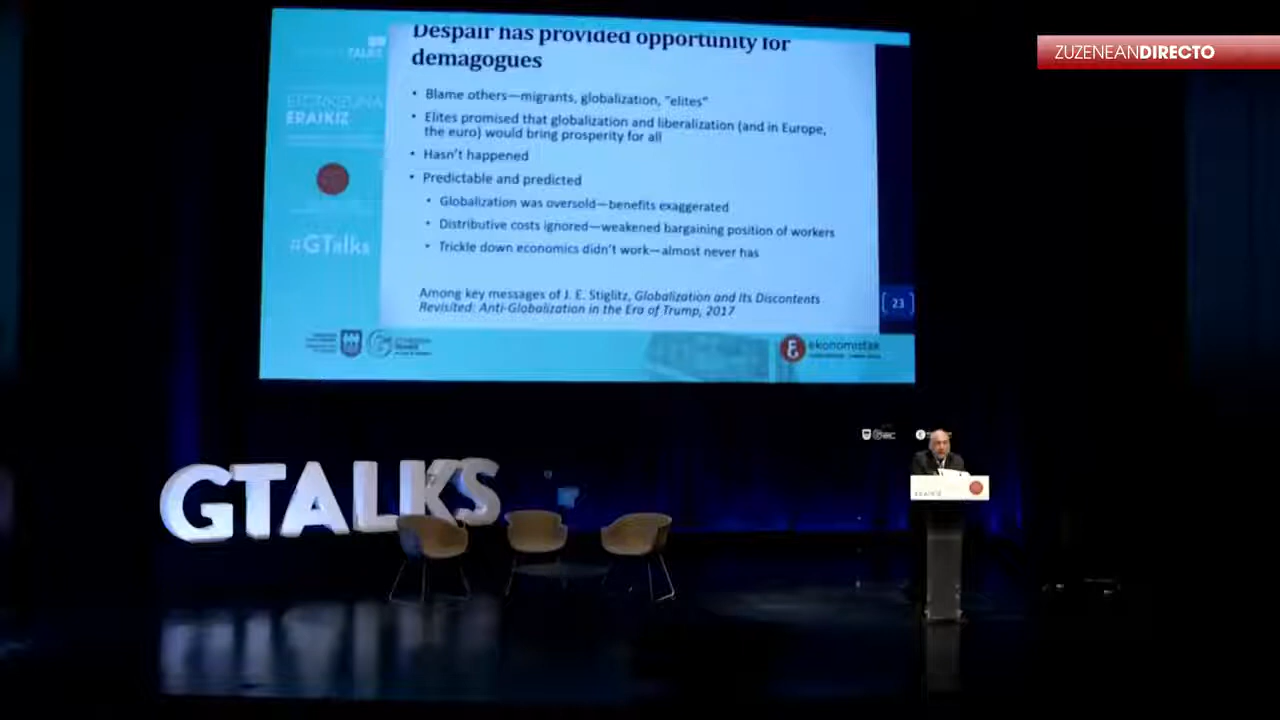 ZUZENEANDIRECTO
Despair has provided opportunity for
demagogues
• Blame others—migrants, globalization, "elites"
• Elites promised that globalization and liberalization (and in Europe,
the euro) would bring prosperity for all
• Hasn't happened
• Predictable and predicted
• Globalization was oversold—benefits exaggerated
• Distributive costs ignored—weakened bargaining position of workers
• Trickle down economics didn't work—almost never has
Among key messages of J. E. Stiglitz, Globalization and Its Discontents
Revisited: Anti-Globalization in the Era of Trump, 2017
23
TALKS
ERAIKIZ
#GTalks
ekonomistak
GTALKS
ERAIKIZ